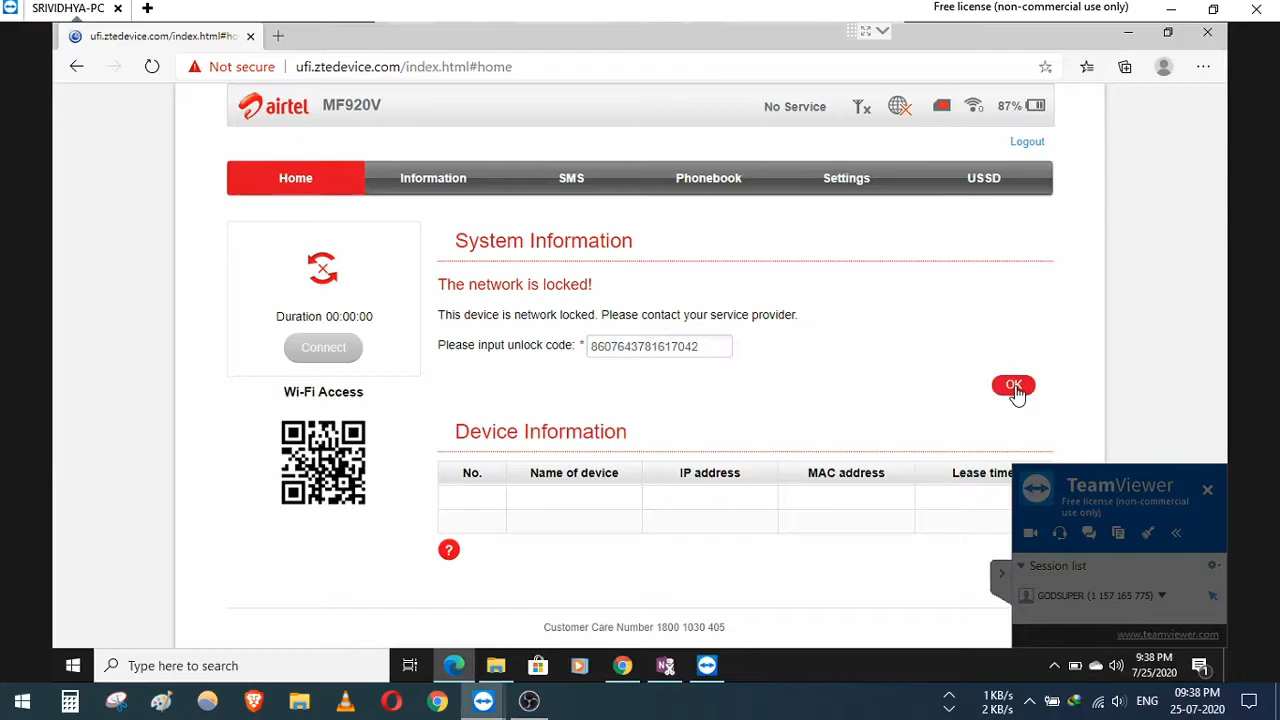 SRIVIDHYA-PC
Free license (non-commercial use only)
ufi.ztedevice.com/index.html#ho
Not secure
ufi.ztedevice.com/index.html#home
airtel
MF920V
No Service
87%
Logout
Home
Information
SMS
Phonebook
Settings
USSD
System Information
The network is locked!
This device is network locked. Please contact your service provider.
Please input unlock code: * 8607643781617042
Duration 00:00:00
Connect
OK
Wi-Fi Access
Device Information
No.
Name of device
IP address
MAC address
Lease time
?
Customer Care Number 1800 1030 405
TeamViewer
Free license (non-commercial
use only)
Session list
GODSUPER (1 157 165 775)
www.teamviewer.com
Type here to search
9:38 PM
7/25/2020
1 KB/s
2 KB/s
ENG
09:38 PM
25-07-2020